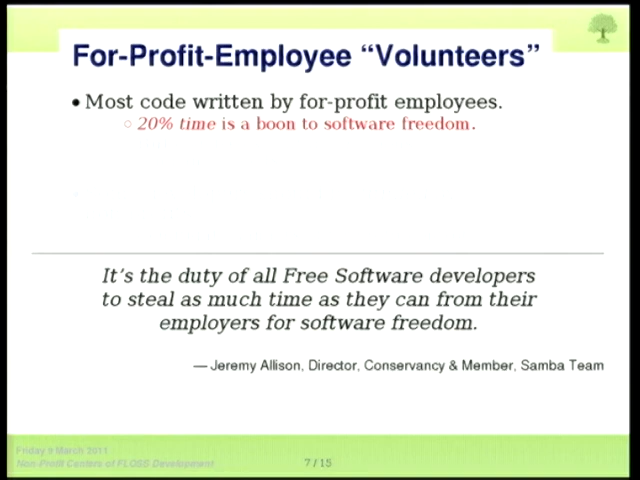 For-Profit-Employee “Volunteers”
• Most code written by for-profit employees.
○ 20% time is a boon to software freedom.
It’s the duty of all Free Software developers
to steal as much time as they can from their
employers for software freedom.
— Jeremy Allison, Director, Conservancy & Member, Samba Team
Friday 9 March 2011
Non-Profit Centers of FLOSS Development
7 / 15